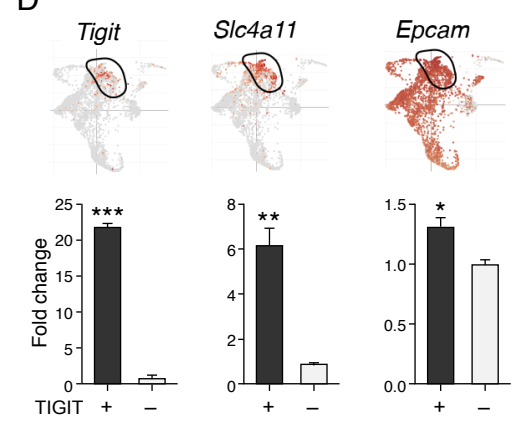 D
Tigit Slc4a11 Epcam
25 8 1.5
*** ** *
20 6
15 1.0
4
10 0.5
5 2
0 0 0.0
Fold change
TIGIT + – + – + –